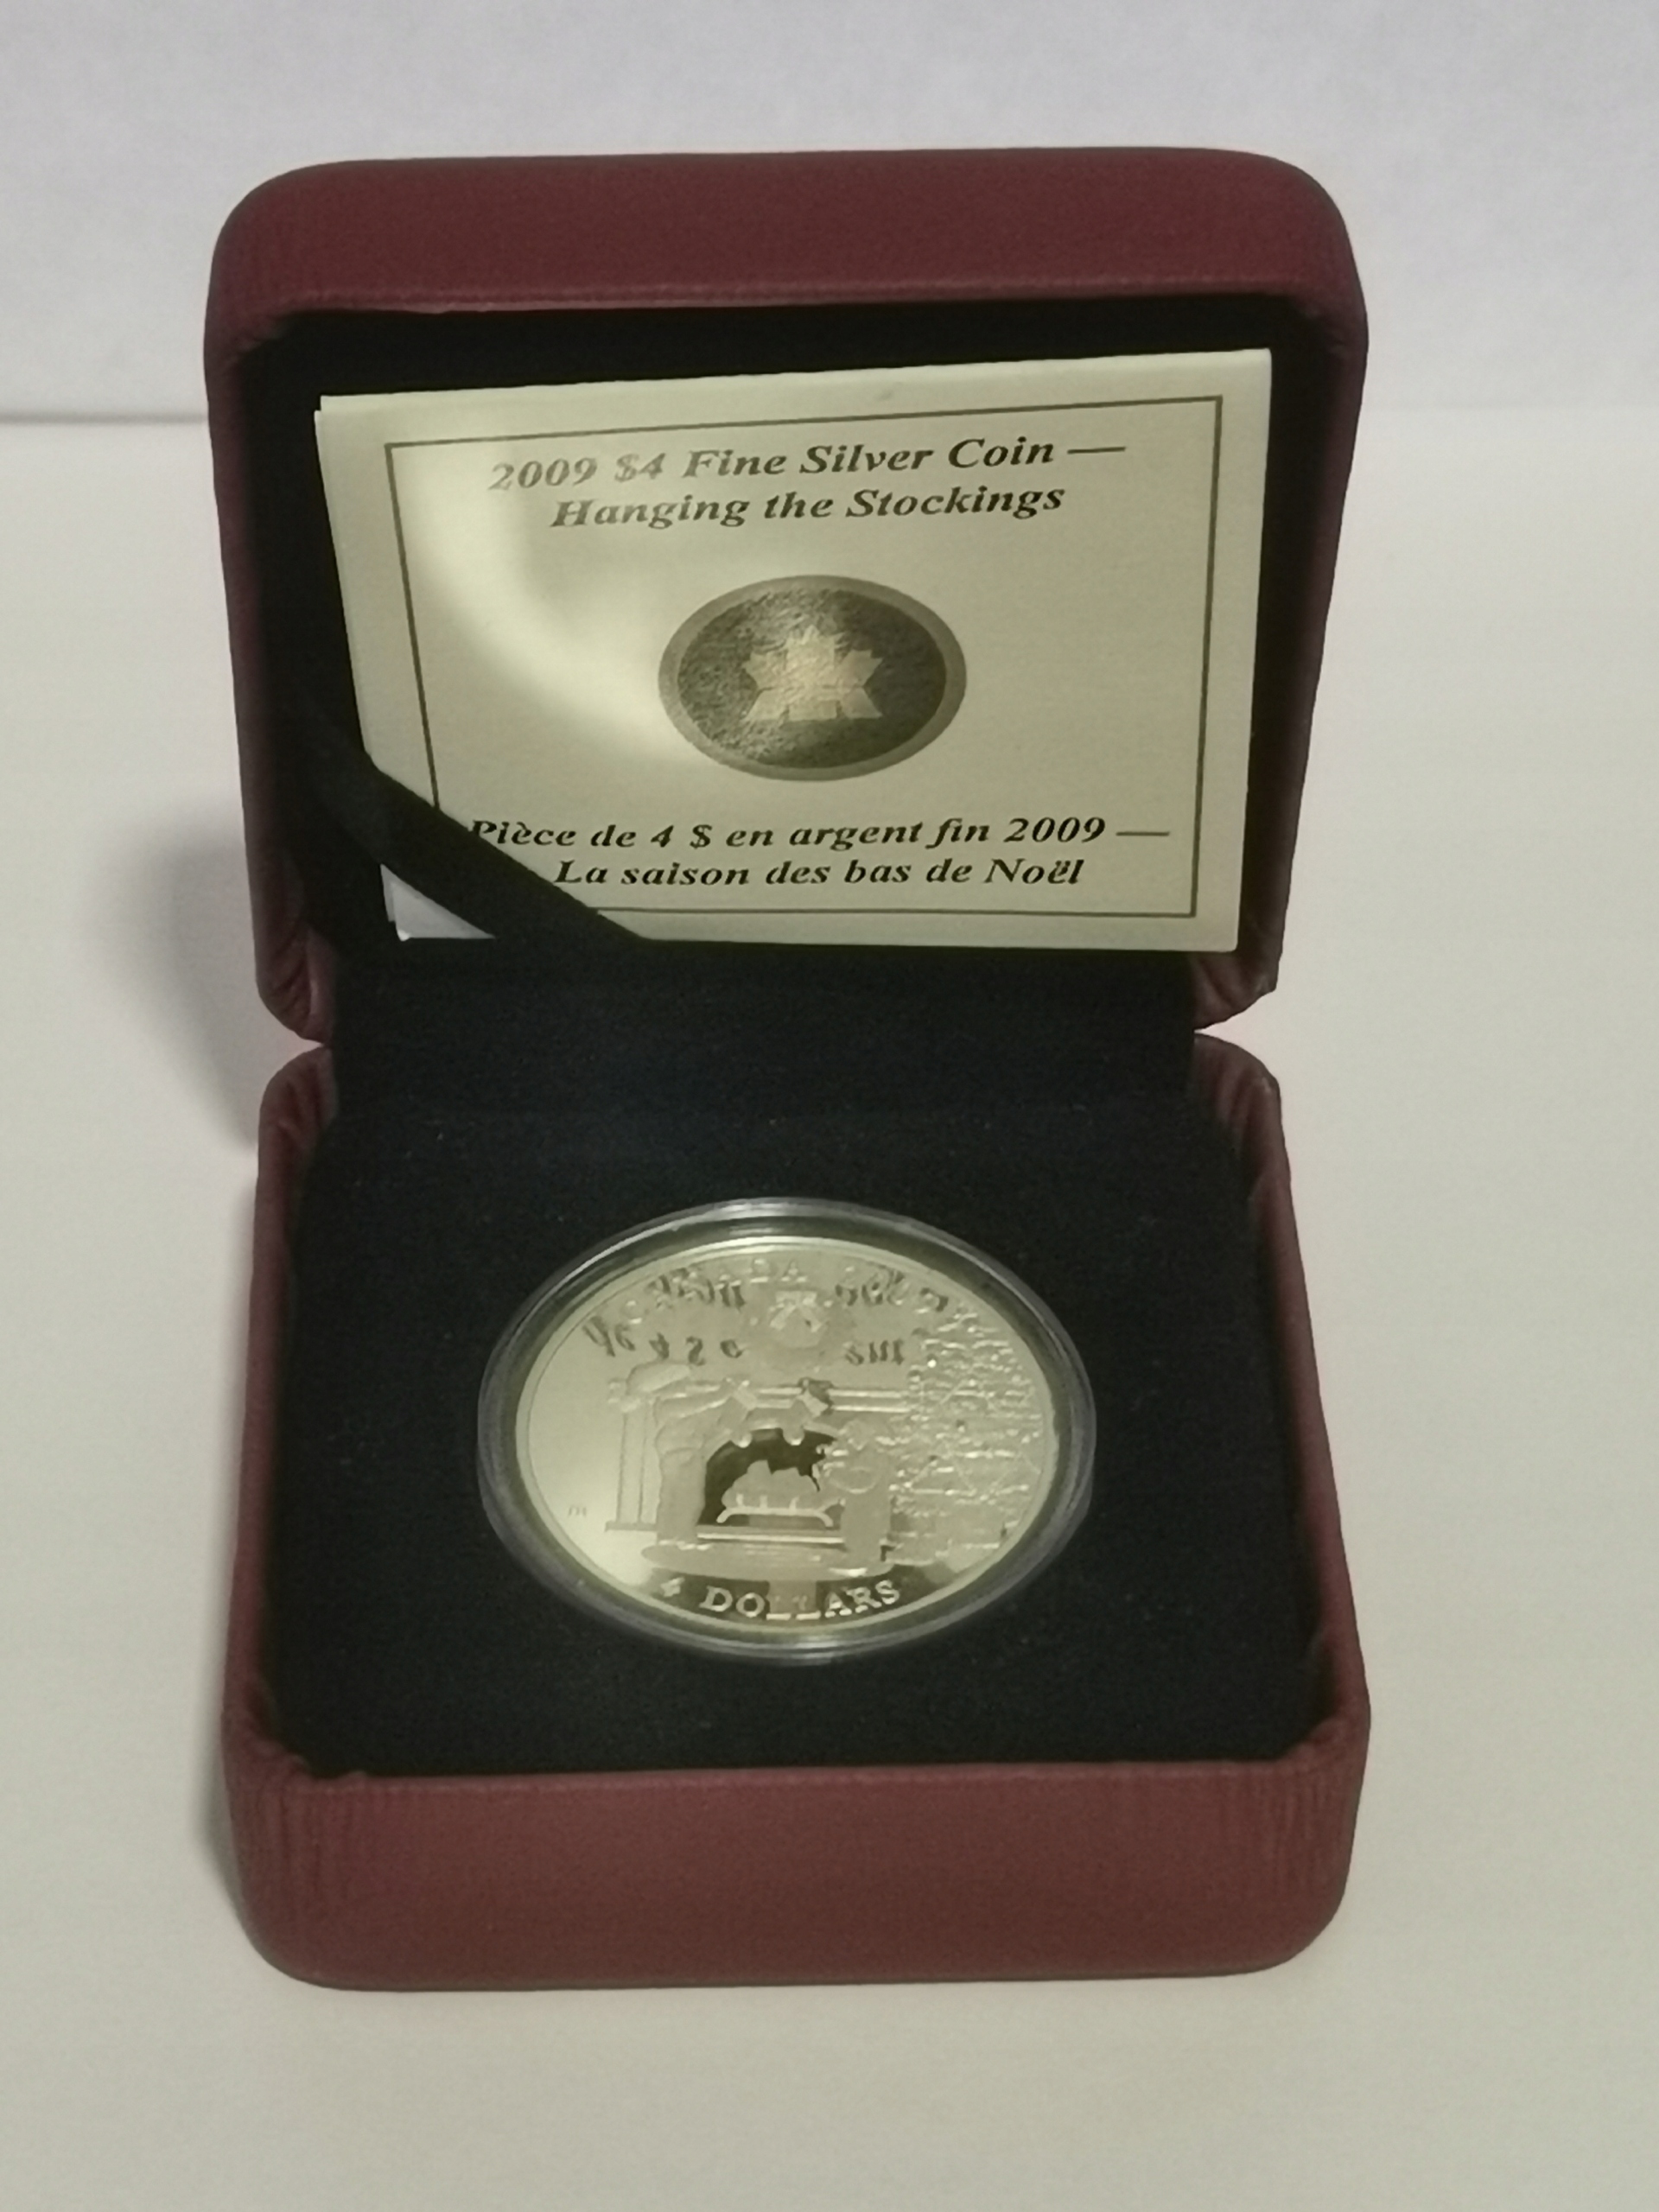 2009 $4 Fine Silver Coin —
Hanging the Stockings
Pièce de 4 $ en argent fin 2009 —
La saison des bas de Noël
4 DOLLARS